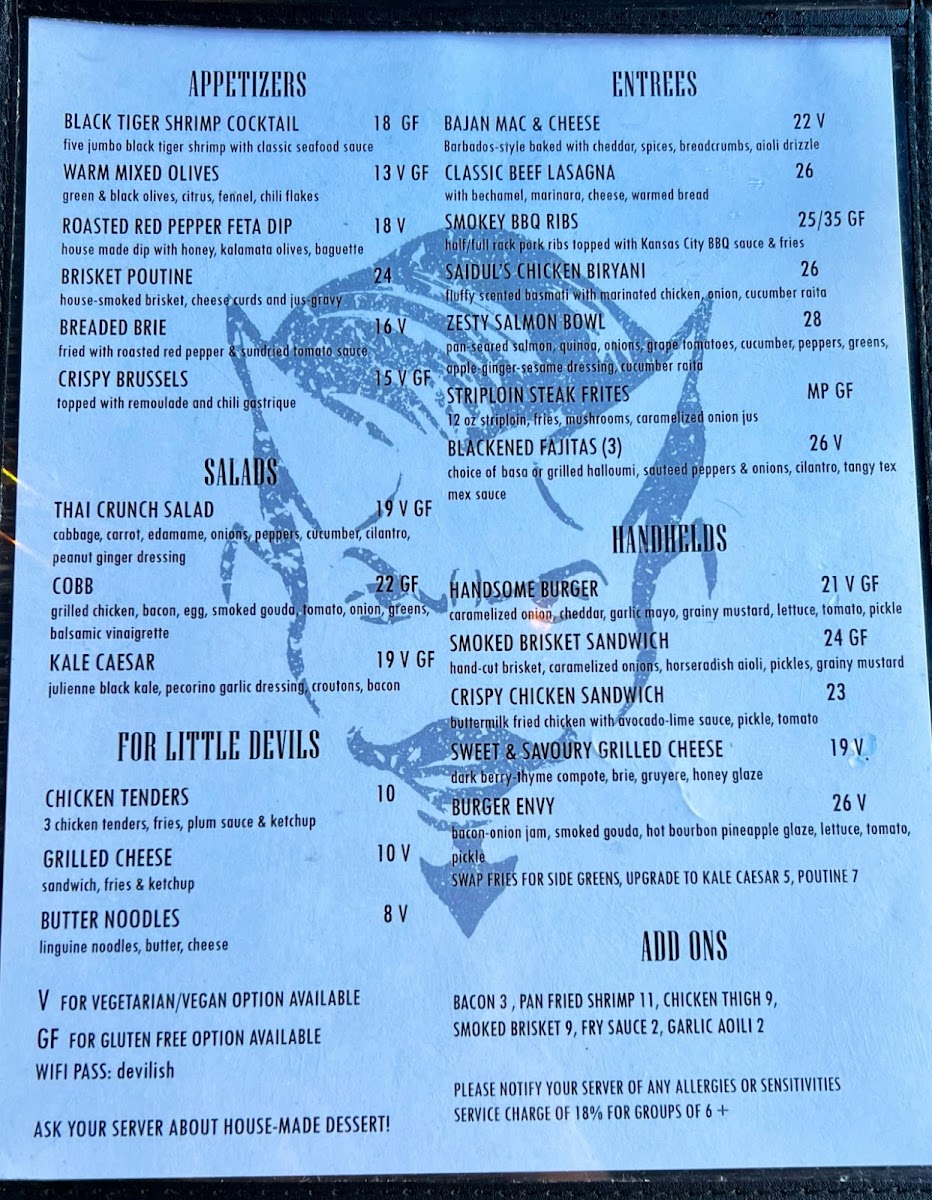 APPETIZERS
BLACK TIGER SHRIMP COCKTAIL 18 GF
five jumbo black tiger shrimp with classic seafood sauce
WARM MIXED OLIVES 13 V GF
green & black olives, citrus, fennel, chili flakes
ROASTED RED PEPPER FETA DIP 18 V
house made dip with honey, kalamata olives, baguette
BRISKET POUTINE 24
house-smoked brisket, cheese curds and jus-gravy
BREADED BRIE 16 V
fried with roasted red pepper & sundried tomato sauce
CRISPY BRUSSELS 15 V GF
topped with remoulade and chili gastrique
SALADS
THAI CRUNCH SALAD 19 V GF
cabbage, carrot, edamame, onions, peppers, cucumber, cilantro,
peanut ginger dressing
COBB 22 GF
grilled chicken, bacon, egg, smoked gouda, tomato, onion, greens,
balsamic vinaigrette
KALE CAESAR 19 V GF
julienne black kale, pecorino garlic dressing, croutons, bacon
FOR LITTLE DEVILS
CHICKEN TENDERS 10
3 chicken tenders, fries, plum sauce & ketchup
GRILLED CHEESE 10 V
sandwich, fries & ketchup
BUTTER NOODLES 8 V
linguine noodles, butter, cheese
V FOR VEGETARIAN/VEGAN OPTION AVAILABLE
GF FOR GLUTEN FREE OPTION AVAILABLE
WIFI PASS: devilish
ASK YOUR SERVER ABOUT HOUSE-MADE DESSERT!
ENTREES
BAJAN MAC & CHEESE 22 V
Barbados-style baked with cheddar, spices, breadcrumbs, aioli drizzle
CLASSIC BEEF LASAGNA 26
with bechamel, marinara, cheese, warmed bread
SMOKEY BBQ RIBS 25/35 GF
half/full rack pork ribs topped with Kansas City BBQ sauce & fries
SAIDUL'S CHICKEN BIRYANI 26
fluffy scented basmati with marinated chicken, onion, cucumber raita
ZESTY SALMON BOWL 28
pan-seared salmon, quinoa, onions, grape tomatoes, cucumber, peppers, greens,
apple-ginger-sesame dressing, cucumber raita
STRIPLOIN STEAK FRITES MP GF
12 oz striploin, fries, mushrooms, caramelized onion jus
BLACKENED FAJITAS (3) 26 V
choice of basa or grilled halloumi, sauteed peppers & onions, cilantro, tangy tex
mex sauce
HANDHELDS
HANDSOME BURGER 21 V GF
caramelized onion, cheddar, garlic mayo, grainy mustard, lettuce, tomato, pickle
SMOKED BRISKET SANDWICH 24 GF
hand-cut brisket, caramelized onions, horseradish aioli, pickles, grainy mustard
CRISPY CHICKEN SANDWICH 23
buttermilk fried chicken with avocado-lime sauce, pickle, tomato
SWEET & SAVOURY GRILLED CHEESE 19 V
dark berry-thyme compote, brie, gruyere, honey glaze
BURGER ENVY 26 V
bacon-onion jam, smoked gouda, hot bourbon pineapple glaze, lettuce, tomato,
pickle
SWAP FRIES FOR SIDE GREENS, UPGRADE TO KALE CAESAR 5, POUTINE 7
ADD ONS
BACON 3 , PAN FRIED SHRIMP 11, CHICKEN THIGH 9,
SMOKED BRISKET 9, FRY SAUCE 2, GARLIC AOILI 2
PLEASE NOTIFY YOUR SERVER OF ANY ALLERGIES OR SENSITIVITIES
SERVICE CHARGE OF 18% FOR GROUPS OF 6 +